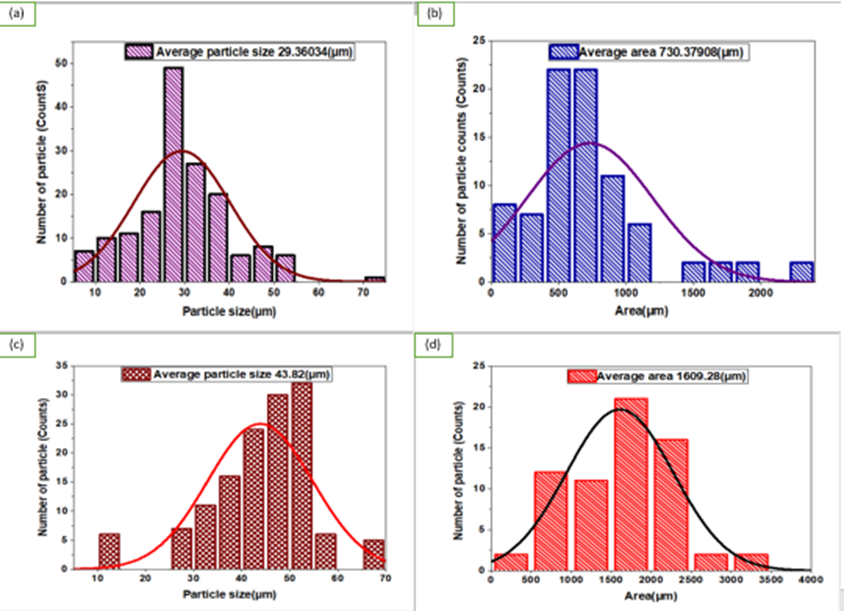 (a)
Average particle size 29.36034(µm)
Number of particle (CountS)
50
40
30
20
10
0
10 20 30 40 50 60 70
Particle size(µm)
(b)
Average area 730.37908(µm)
Number of particle counts (Counts)
25
20
15
10
5
0
0 500 1000 1500 2000
Area(µm)
(c)
Average particle size 43.82(µm)
Number of particle (Counts)
35
30
25
20
15
10
5
0
10 20 30 40 50 60 70
Particle size(µm)
(d)
Average area 1609.28(µm)
Number of particle (Counts)
25
20
15
10
5
0
0 500 1000 1500 2000 2500 3000 3500 4000
Area(µm)